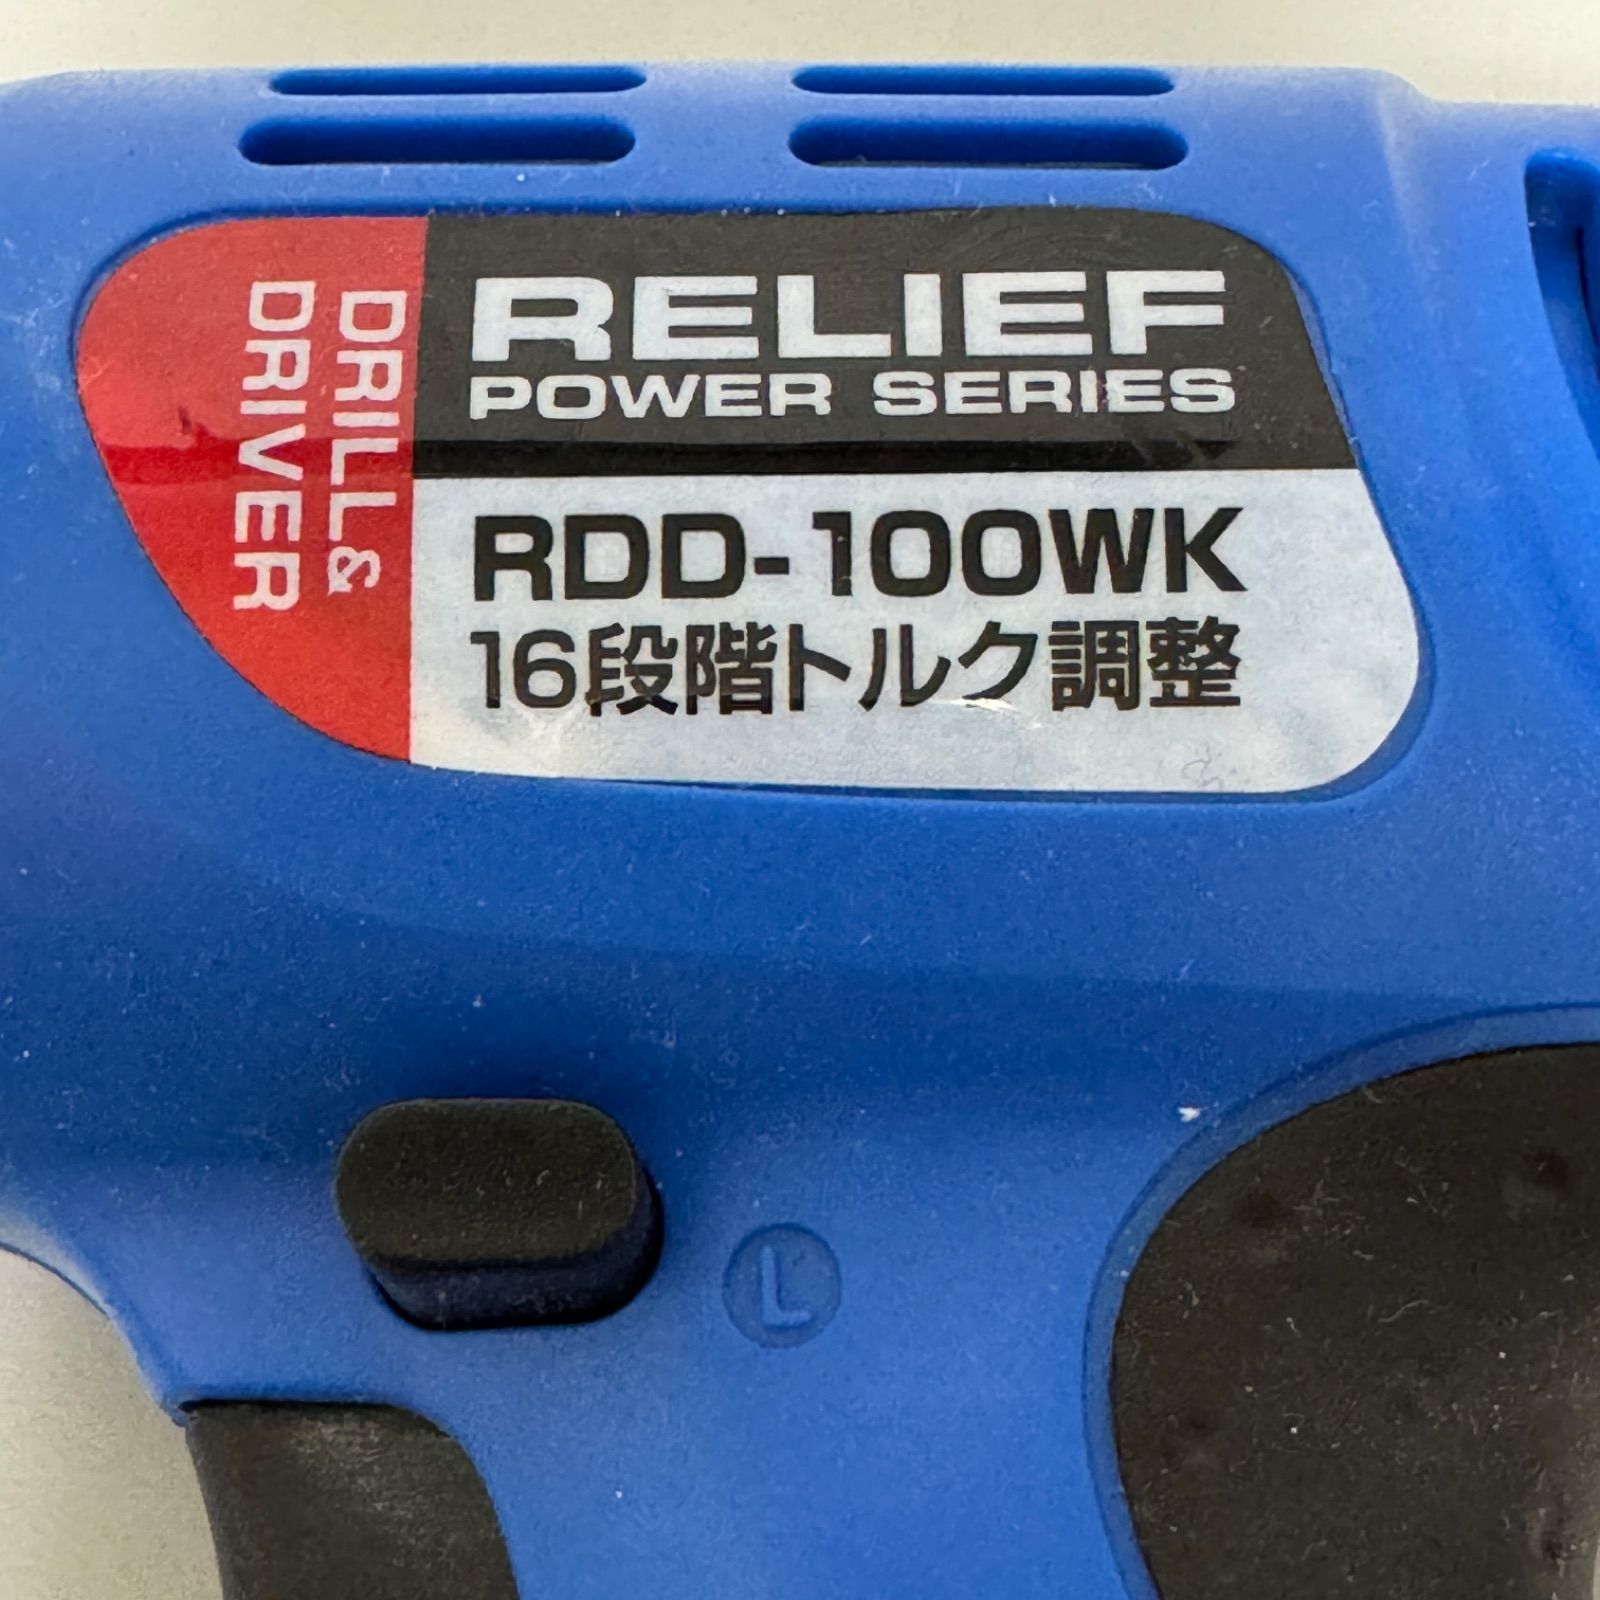 DRILL&
DRIVER
RELIEF
POWER SERIES
RDD-100WK
16段階トルク調整
L